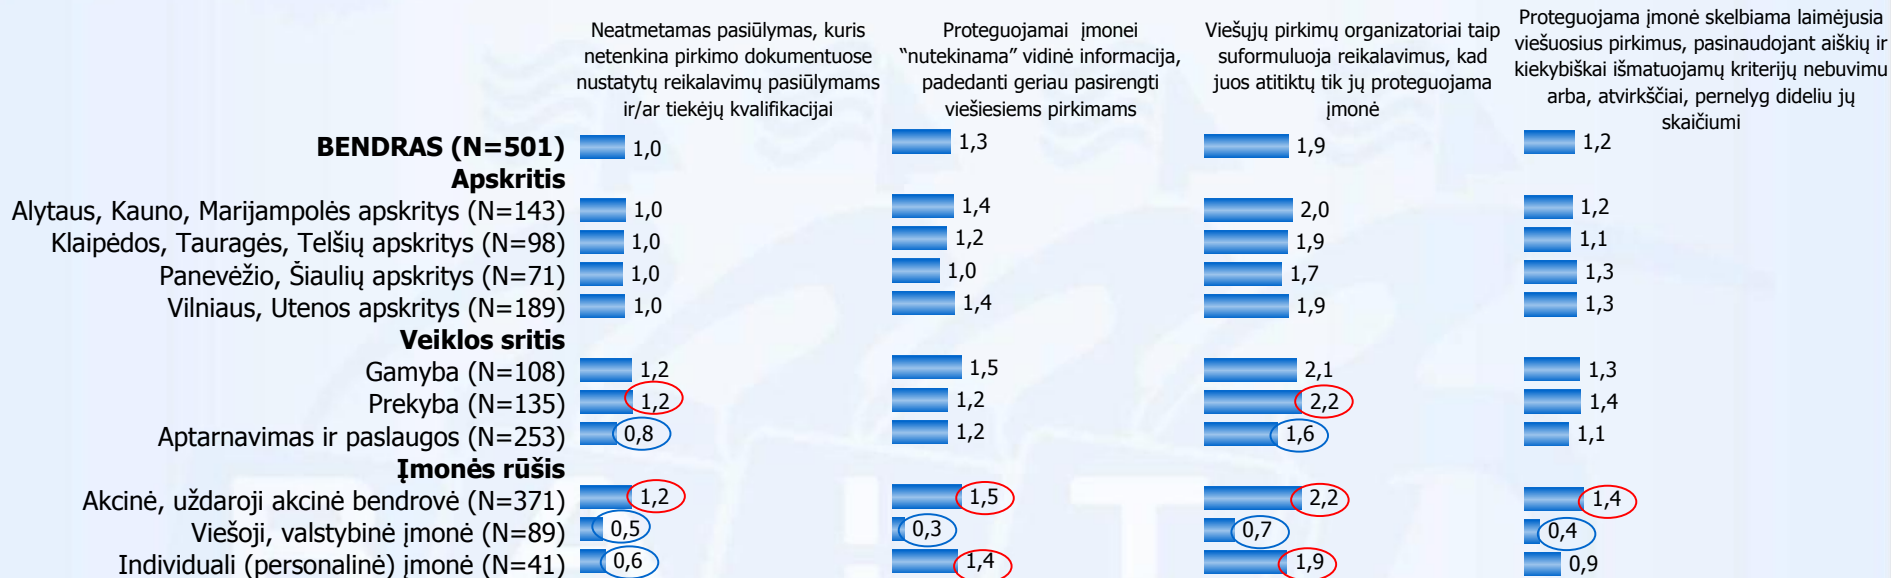 Neatmetamas pasiūlymas, kuris
netenkina pirkimo dokumentuose
nustatytų reikalavimų pasiūlymams
ir/ar tiekėjų kvalifikacijai
Proteguojamai įmonei
“nutekinama” vidinė informacija,
padedanti geriau pasirengti
viešiesiems pirkimams
Viešųjų pirkimų organizatoriai taip
suformuluoja reikalavimus, kad
juos atitiktų tik jų proteguojama
įmonė
Proteguojama įmonė skelbiama laimėjusia
viešuosius pirkimus, pasinaudojant aiškių ir
kiekybiškai išmatuojamų kriterijų nebuvimu
arba, atvirkščiai, pernelyg dideliu jų
skaičiumi
BENDRAS (N=501) 1,0 1,3 1,9 1,2
Apskritis
Alytaus, Kauno, Marijampolės apskritys (N=143) 1,0 1,4 2,0 1,2
Klaipėdos, Tauragės, Telšių apskritys (N=98) 1,0 1,2 1,9 1,1
Panevėžio, Šiaulių apskritys (N=71) 1,0 1,0 1,7 1,3
Vilniaus, Utenos apskritys (N=189) 1,0 1,4 1,9 1,3
Veiklos sritis
Gamyba (N=108) 1,2 1,5 2,1 1,3
Prekyba (N=135) 1,2 1,2 2,2 1,4
Aptarnavimas ir paslaugos (N=253) 0,8 1,2 1,6 1,1
Įmonės rūšis
Akcinė, uždaroji akcinė bendrovė (N=371) 1,2 1,5 2,2 1,4
Viešoji, valstybinė įmonė (N=89) 0,5 0,3 0,7 0,4
Individuali (personalinė) įmonė (N=41) 0,6 1,4 1,9 0,9